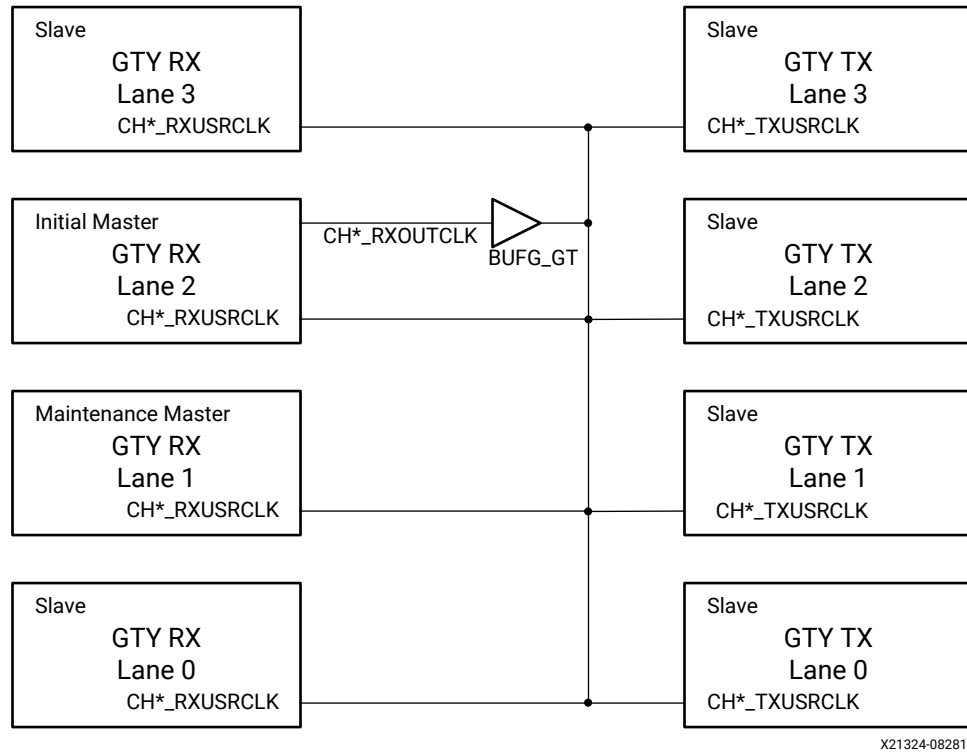 Slave
GTY RX
Lane 3
CH*_RXUSRCLK
Slave
GTY TX
Lane 3
CH*_TXUSRCLK
Initial Master
GTY RX
Lane 2
CH*_RXUSRCLK
CH*_RXOUTCLK
BUFG_GT
Slave
GTY TX
Lane 2
CH*_TXUSRCLK
Maintenance Master
GTY RX
Lane 1
CH*_RXUSRCLK
Slave
GTY TX
Lane 1
CH*_TXUSRCLK
Slave
GTY RX
Lane 0
CH*_RXUSRCLK
Slave
GTY TX
Lane 0
CH*_TXUSRCLK
X21324-08281